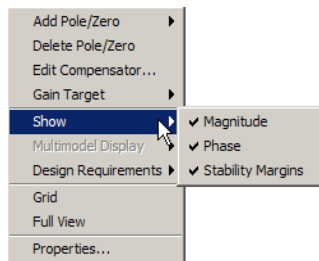 Add Pole/Zero
Delete Pole/Zero
Edit Compensator...
Gain Target
Show
Magnitude
Multimodel Display
Phase
Design Requirements
Stability Margins
Grid
Full View
Properties...